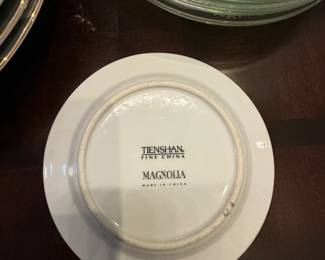 TIENSHAN.
FINE CHINA
MAGNOLIA
MADE IN CHINA